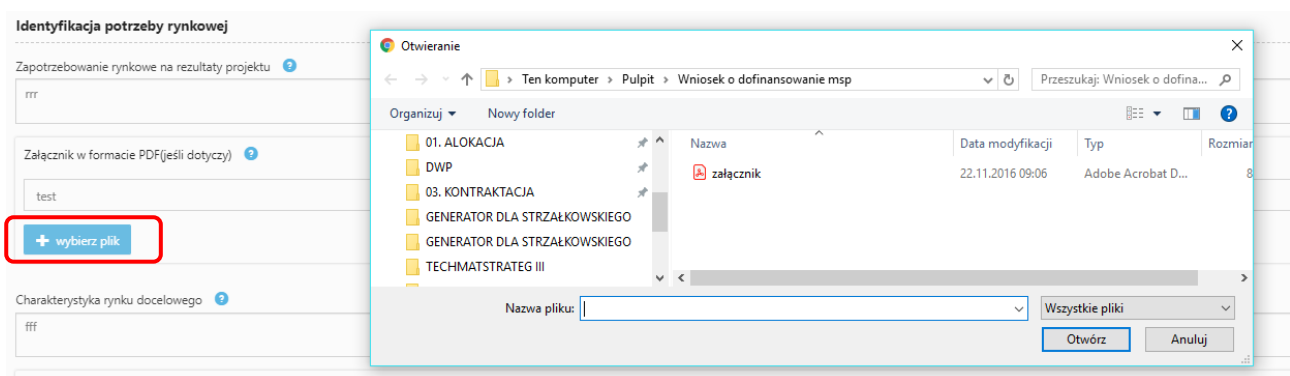 Identyfikacja potrzeby rynkowej
Zapotrzebowanie rynkowe na rezultaty projektu ?
rrr
Załącznik w formacie PDF(jeśli dotyczy) ?
test
+ wybierz plik
Charakterystyka rynku docelowego ?
fff
Otwieranie
Ten komputer > Pulpit > Wniosek o dofinansowanie msp
Przeszukaj: Wniosek o dofina...
Organizuj
Nowy folder
?
01. ALOKACJA
DWP
03. KONTRAKTACJA
GENERATOR DLA STRZAŁKOWSKIEGO
GENERATOR DLA STRZAŁKOWSKIEGO
TECHMATSTRATEG III
Nazwa Data modyfikacji Typ Rozmiar
załącznik 22.11.2016 09:06 Adobe Acrobat D... 8
Nazwa pliku:
Wszystkie pliki
Otwórz Anuluj